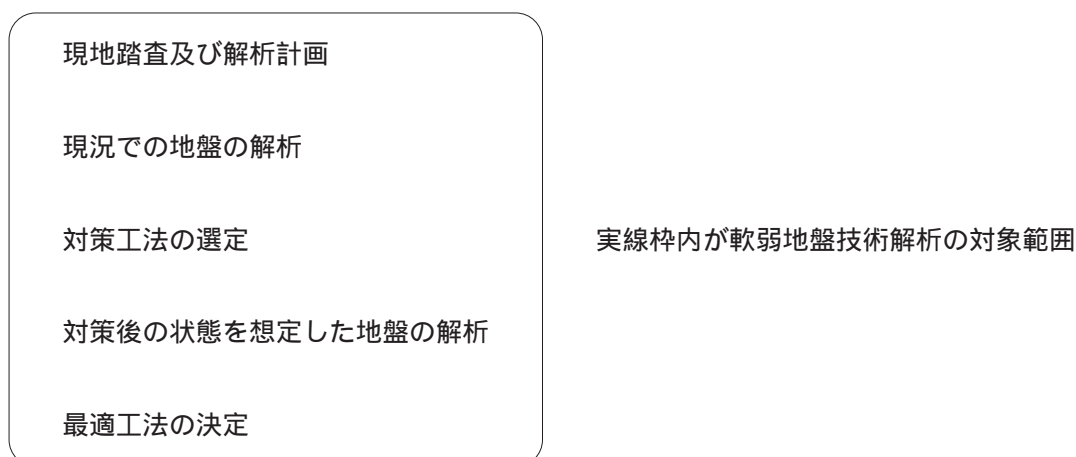 現地踏査及び解析計画
現況での地盤の解析
対策工法の選定
実線枠内が軟弱地盤技術解析の対象範囲
対策後の状態を想定した地盤の解析
最適工法の決定